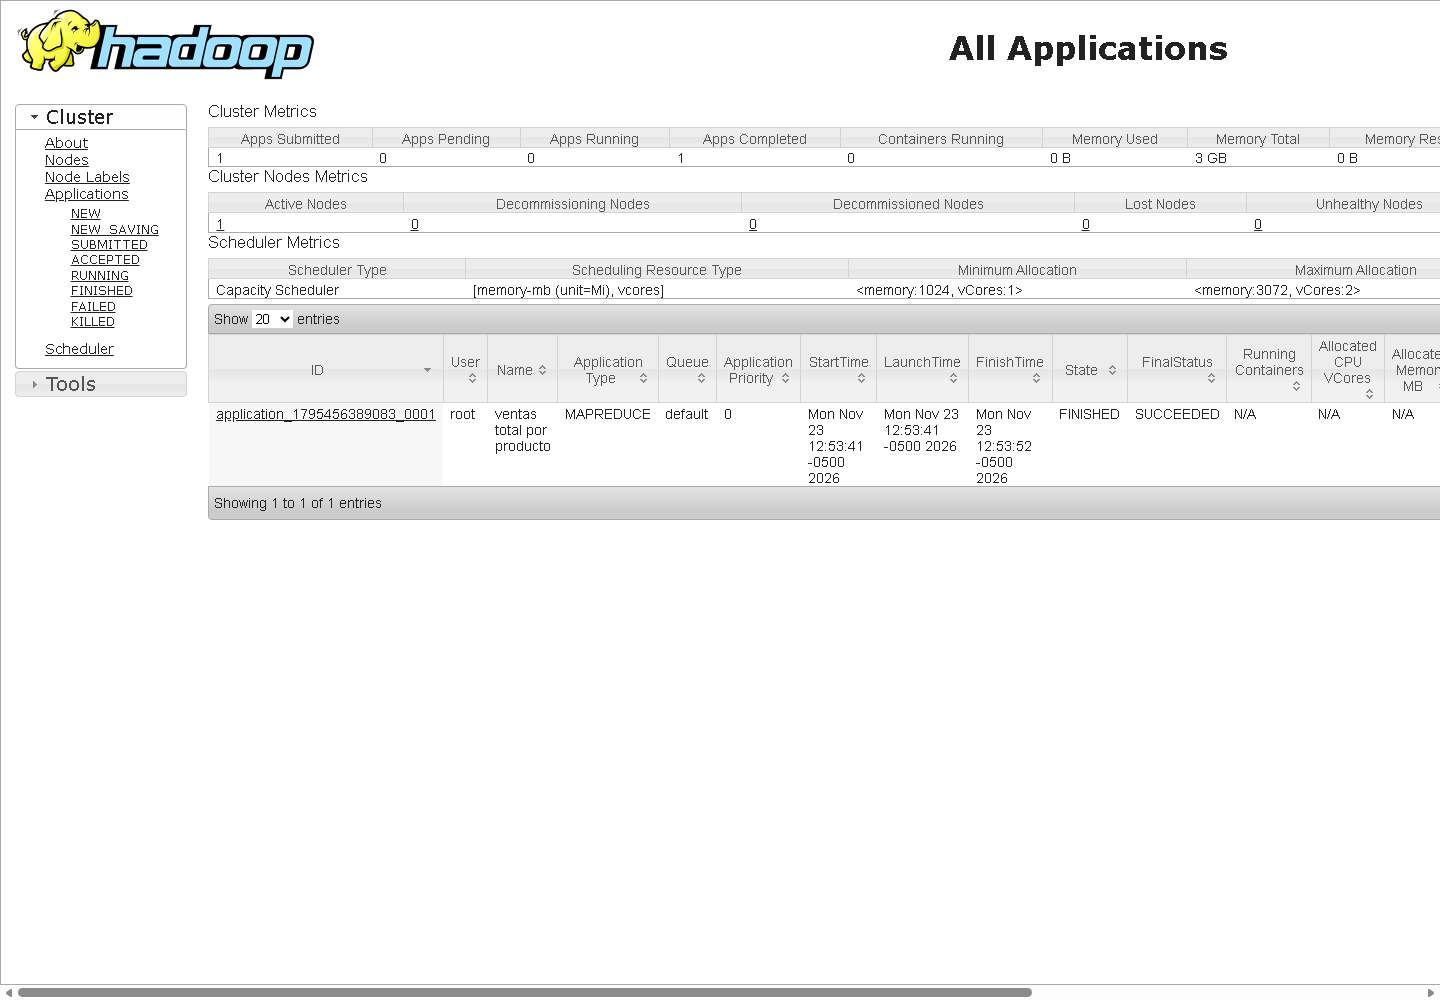 hadoop
All Applications
Cluster
About
Nodes
Node Labels
Applications
NEW
NEW_SAVING
SUBMITTED
ACCEPTED
RUNNING
FINISHED
FAILED
KILLED
Scheduler
Tools
Cluster Metrics
Apps Submitted Apps Pending Apps Running Apps Completed Containers Running Memory Used Memory Total Memory Res
1 0 0 1 0 0 B 3 GB 0 B
Cluster Nodes Metrics
Active Nodes Decommissioning Nodes Decommissioned Nodes Lost Nodes Unhealthy Nodes
1 0 0 0 0
Scheduler Metrics
Scheduler Type Scheduling Resource Type Minimum Allocation Maximum Allocation
Capacity Scheduler [memory-mb (unit=Mi), vcores] <memory:1024, vCores:1> <memory:3072, vCores:2>
Show 20 entries
ID
User
Name
Application
Type
Queue
Application
Priority
StartTime
LaunchTime
FinishTime
State
FinalStatus
Running
Containers
Allocated
CPU
VCores
Allocate
Memor
MB
application_1795456389083_0001
root
ventas
total por
producto
MAPREDUCE
default
0
Mon Nov
23
12:53:41
-0500
2026
Mon Nov 23
12:53:41
-0500 2026
Mon Nov
23
12:53:52
-0500
2026
FINISHED
SUCCEEDED
N/A
N/A
N/A
Showing 1 to 1 of 1 entries